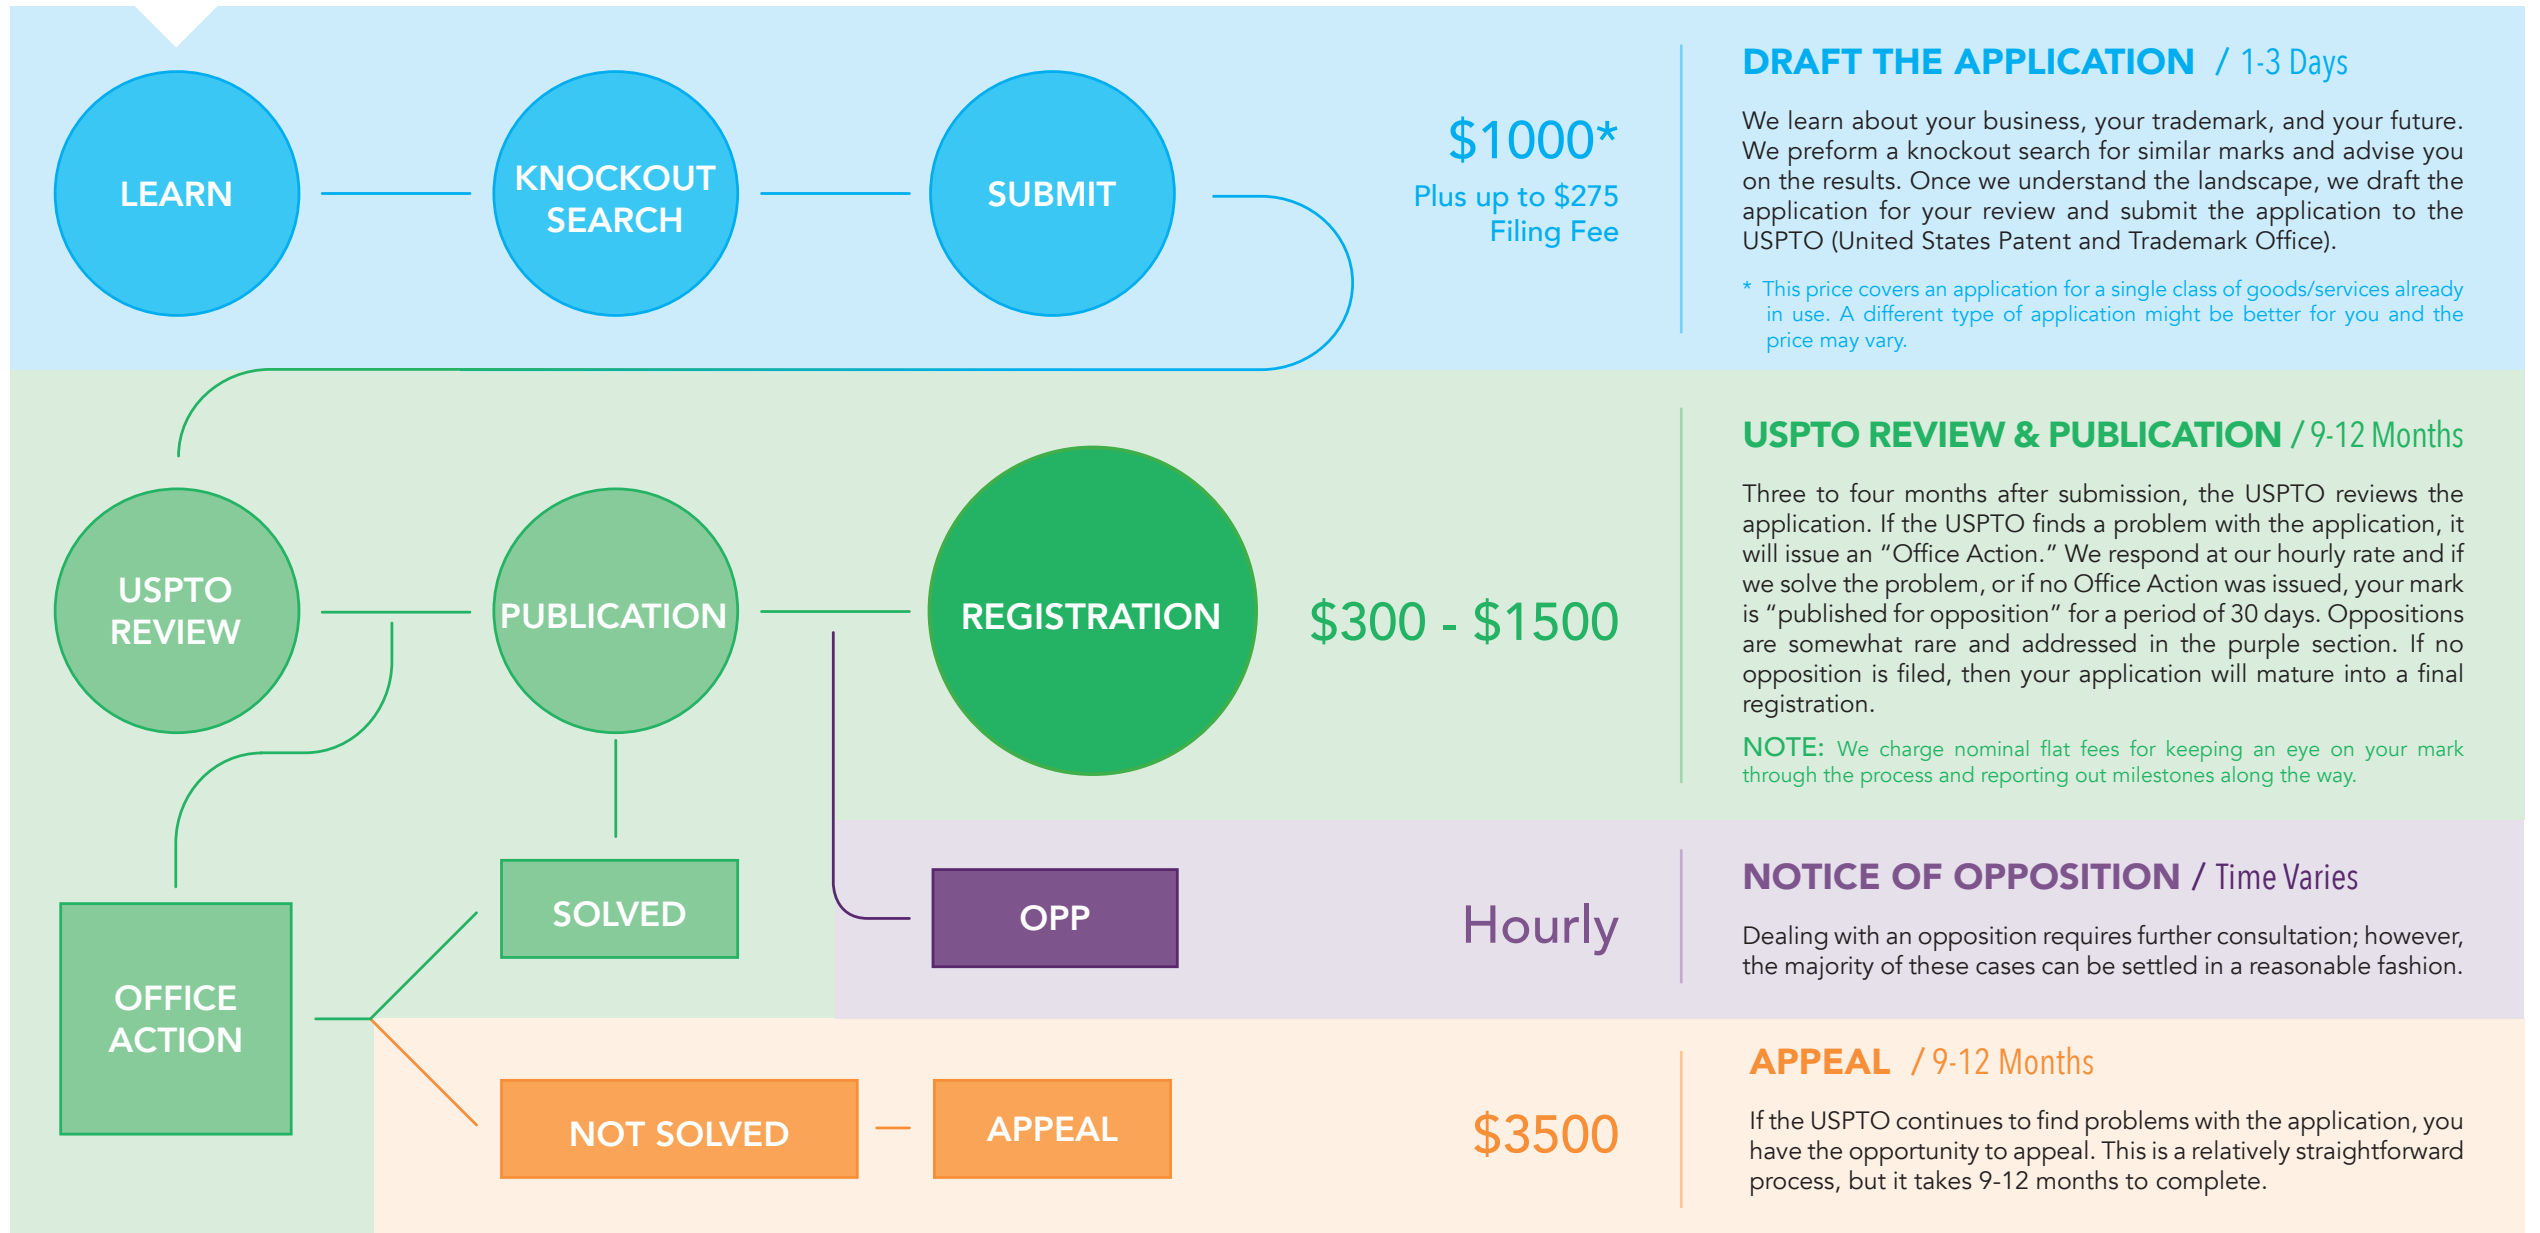 LEARN
KNOCKOUT
SEARCH
SUBMIT
$1000*
Plus up to $275
Filing Fee
DRAFT THE APPLICATION / 1-3 Days
We learn about your business, your trademark, and your future.
We preform a knockout search for similar marks and advise you
on the results. Once we understand the landscape, we draft the
application for your review and submit the application to the
USPTO (United States Patent and Trademark Office).
* This price covers an application for a single class of goods/services already
in use. A different type of application might be better for you and the
price may vary.
USPTO
REVIEW
PUBLICATION
REGISTRATION
$300 - $1500
USPTO REVIEW & PUBLICATION / 9-12 Months
Three to four months after submission, the USPTO reviews the
application. If the USPTO finds a problem with the application, it
will issue an “Office Action.” We respond at our hourly rate and if
we solve the problem, or if no Office Action was issued, your mark
is “published for opposition” for a period of 30 days. Oppositions
are somewhat rare and addressed in the purple section. If no
opposition is filed, then your application will mature into a final
registration.
NOTE: We charge nominal flat fees for keeping an eye on your mark
through the process and reporting out milestones along the way.
OFFICE
ACTION
SOLVED
OPP
Hourly
NOTICE OF OPPOSITION / Time Varies
Dealing with an opposition requires further consultation; however,
the majority of these cases can be settled in a reasonable fashion.
NOT SOLVED
APPEAL
$3500
APPEAL / 9-12 Months
If the USPTO continues to find problems with the application, you
have the opportunity to appeal. This is a relatively straightforward
process, but it takes 9-12 months to complete.